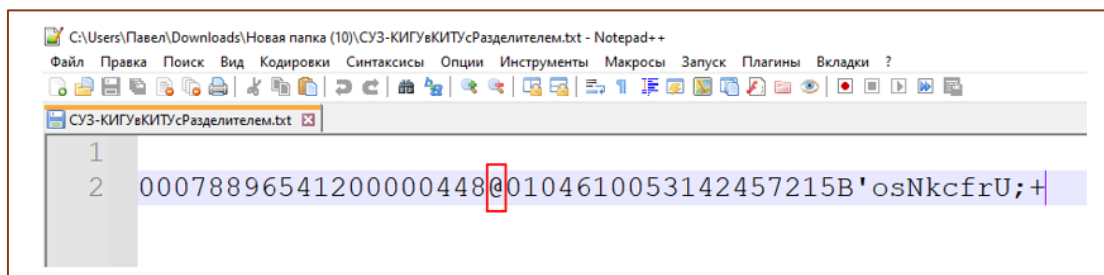 C:\Users\Павел\Downloads\Новая папка (10)\СУЗ-КИГУвКИТУсРазделителем.txt - Notepad++
Файл Правка Поиск Вид Кодировки Синтаксисы Опции Инструменты Макросы Запуск Плагины Вкладки ?
СУЗ-КИГУвКИТУсРазделителем.txt
1
2 00078896541200000448@0104610053142457215B'osNkcfrU;+